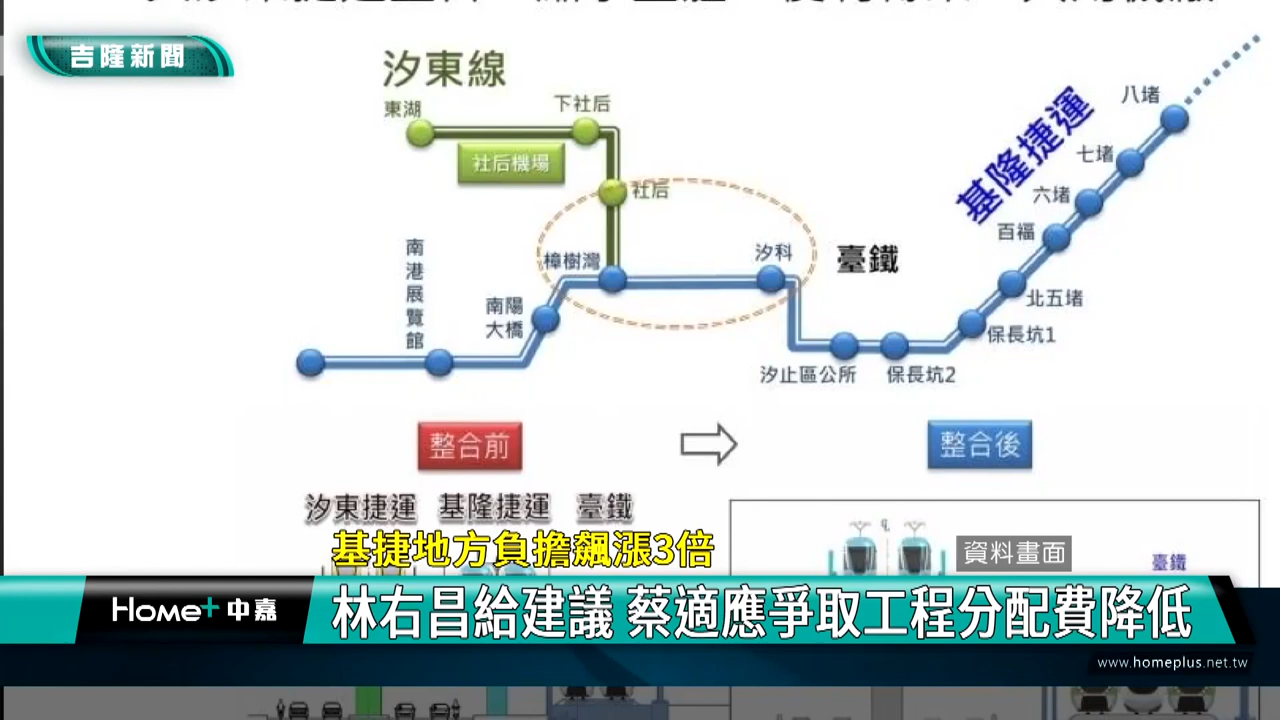 吉隆新聞
汐東線
東湖
下社后
社后機場
社后
基隆捷運
八堵
七堵
六堵
百福
北五堵
保長坑1
臺鐵
樟樹灣
汐科
南港展覽館
南陽
大橋
汐止區公所
保長坑2
整合前
整合後
汐東捷運 基隆捷運 臺鐵
基捷地方負擔飆漲3倍
資料畫面
臺鐵
Home+ 中嘉
林右昌給建議 蔡適應爭取工程分配費降低
www.homeplus.net.tw